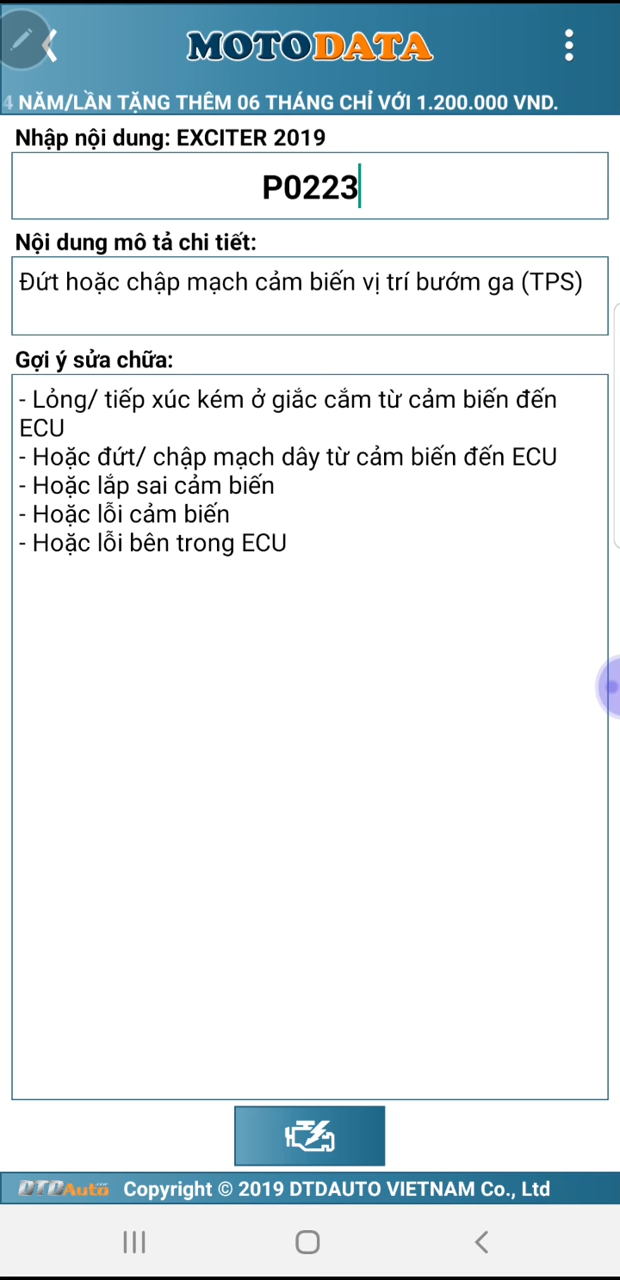 MOTODATA
4 NĂM/LẦN TẶNG THÊM 06 THÁNG CHỈ VỚI 1.200.000 VND.
Nhập nội dung: EXCITER 2019
P0223
Nội dung mô tả chi tiết:
Đứt hoặc chập mạch cảm biến vị trí bướm ga (TPS)
Gợi ý sửa chữa:
- Lỏng/ tiếp xúc kém ở giắc cắm từ cảm biến đến
ECU
- Hoặc đứt/ chập mạch dây từ cảm biến đến ECU
- Hoặc lắp sai cảm biến
- Hoặc lỗi cảm biến
- Hoặc lỗi bên trong ECU
DTDAuto Copyright © 2019 DTDAUTO VIETNAM Co., Ltd